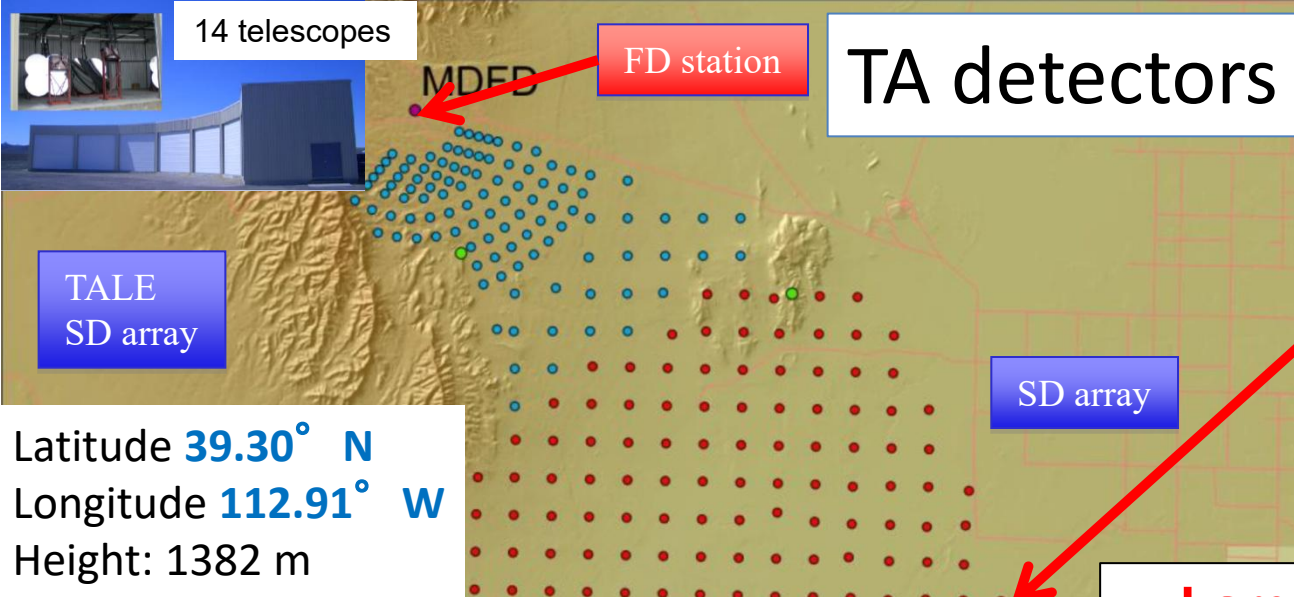 14 telescopes
FD station
TA detectors
MDFD
TALE
SD array
SD array
Latitude 39.30° N
Longitude 112.91° W
Height: 1382 m